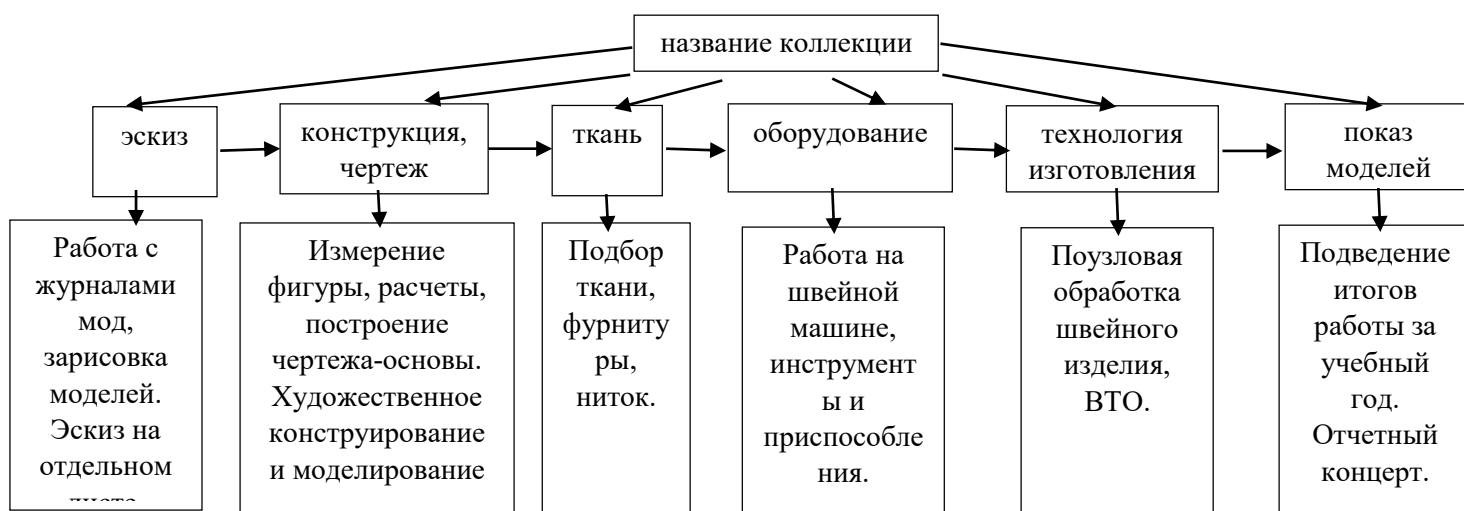 название коллекции
эскиз
конструкция,
чертеж
ткань
оборудование
технология
изготовления
показ
моделей
Работа с
журналами
мод,
зарисовка
моделей.
Эскиз на
отдельном
Измерение
фигуры, расчеты,
построение
чертежа-основы.
Художественное
конструирование
и моделирование
Подбор
ткани,
фурниту
ры,
ниток.
Работа на
швейной
машине,
инструмент
ы и
приспособле
ния.
Поузловая
обработка
швейного
изделия,
ВТО.
Подведение
итогов
работы за
учебный
год.
Отчетный
концерт.